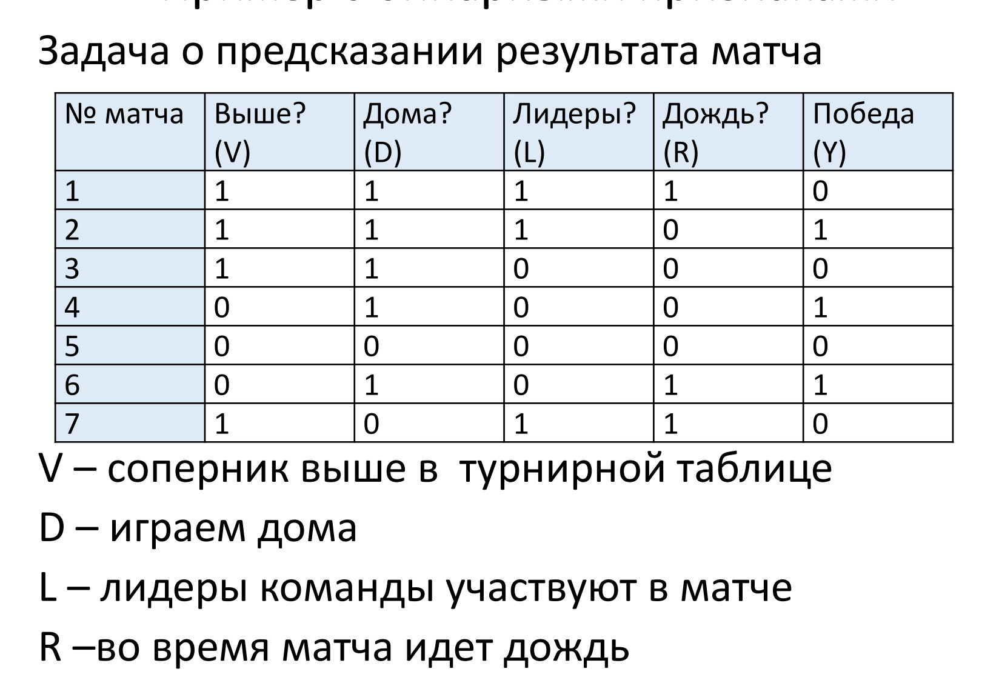 Задача о предсказании результата матча
№ матча Выше? (V) Дома? (D) Лидеры? (L) Дождь? (R) Победа (Y)
1 1 1 1 1 0
2 1 1 1 0 1
3 1 1 0 0 0
4 0 1 0 0 1
5 0 0 0 0 0
6 0 1 0 1 1
7 1 0 1 1 0
V – соперник выше в турнирной таблице
D – играем дома
L – лидеры команды участвуют в матче
R –во время матча идет дождь